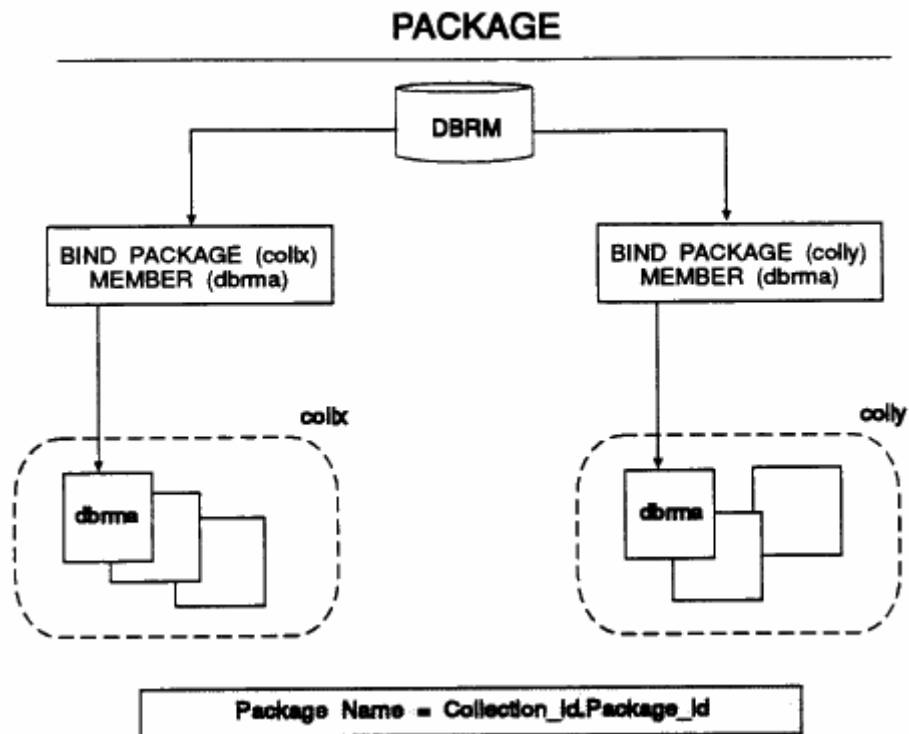 PACKAGE
DBRM
BIND PACKAGE (collx)
MEMBER (dbrma)
BIND PACKAGE (colly)
MEMBER (dbrma)
collx
colly
dbrma
dbrma
Package Name = Collection_id.Package_id